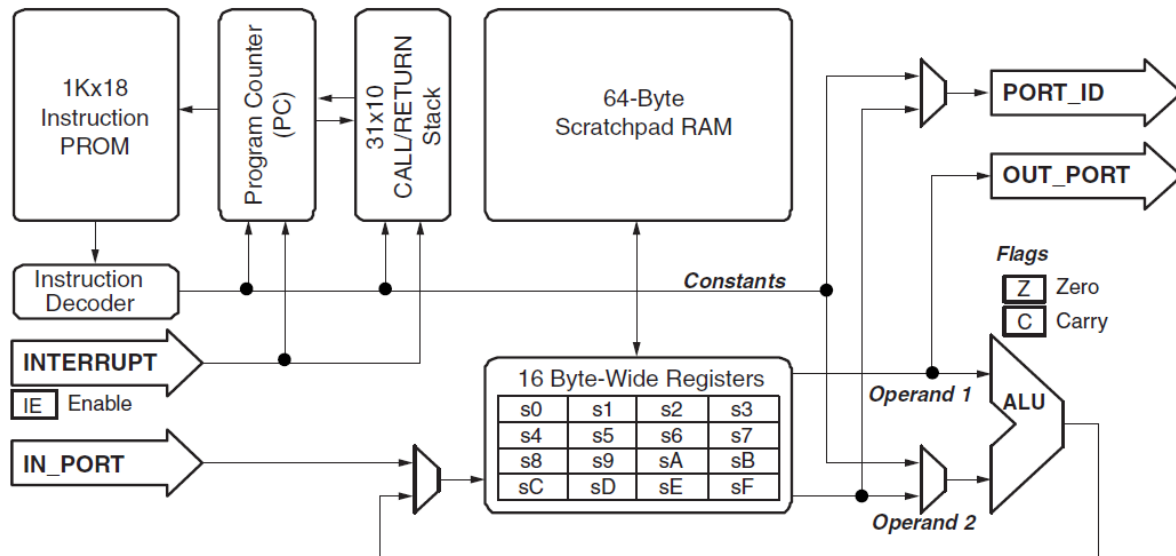 1Kx18
Instruction
PROM
Program Counter
(PC)
31x10
CALL/RETURN
Stack
64-Byte
Scratchpad RAM
PORT_ID
OUT_PORT
Instruction
Decoder
Constants
Flags
Z Zero
C Carry
INTERRUPT
IE Enable
16 Byte-Wide Registers
s0 s1 s2 s3
s4 s5 s6 s7
s8 s9 sA sB
sC sD sE sF
Operand 1
ALU
IN_PORT
Operand 2